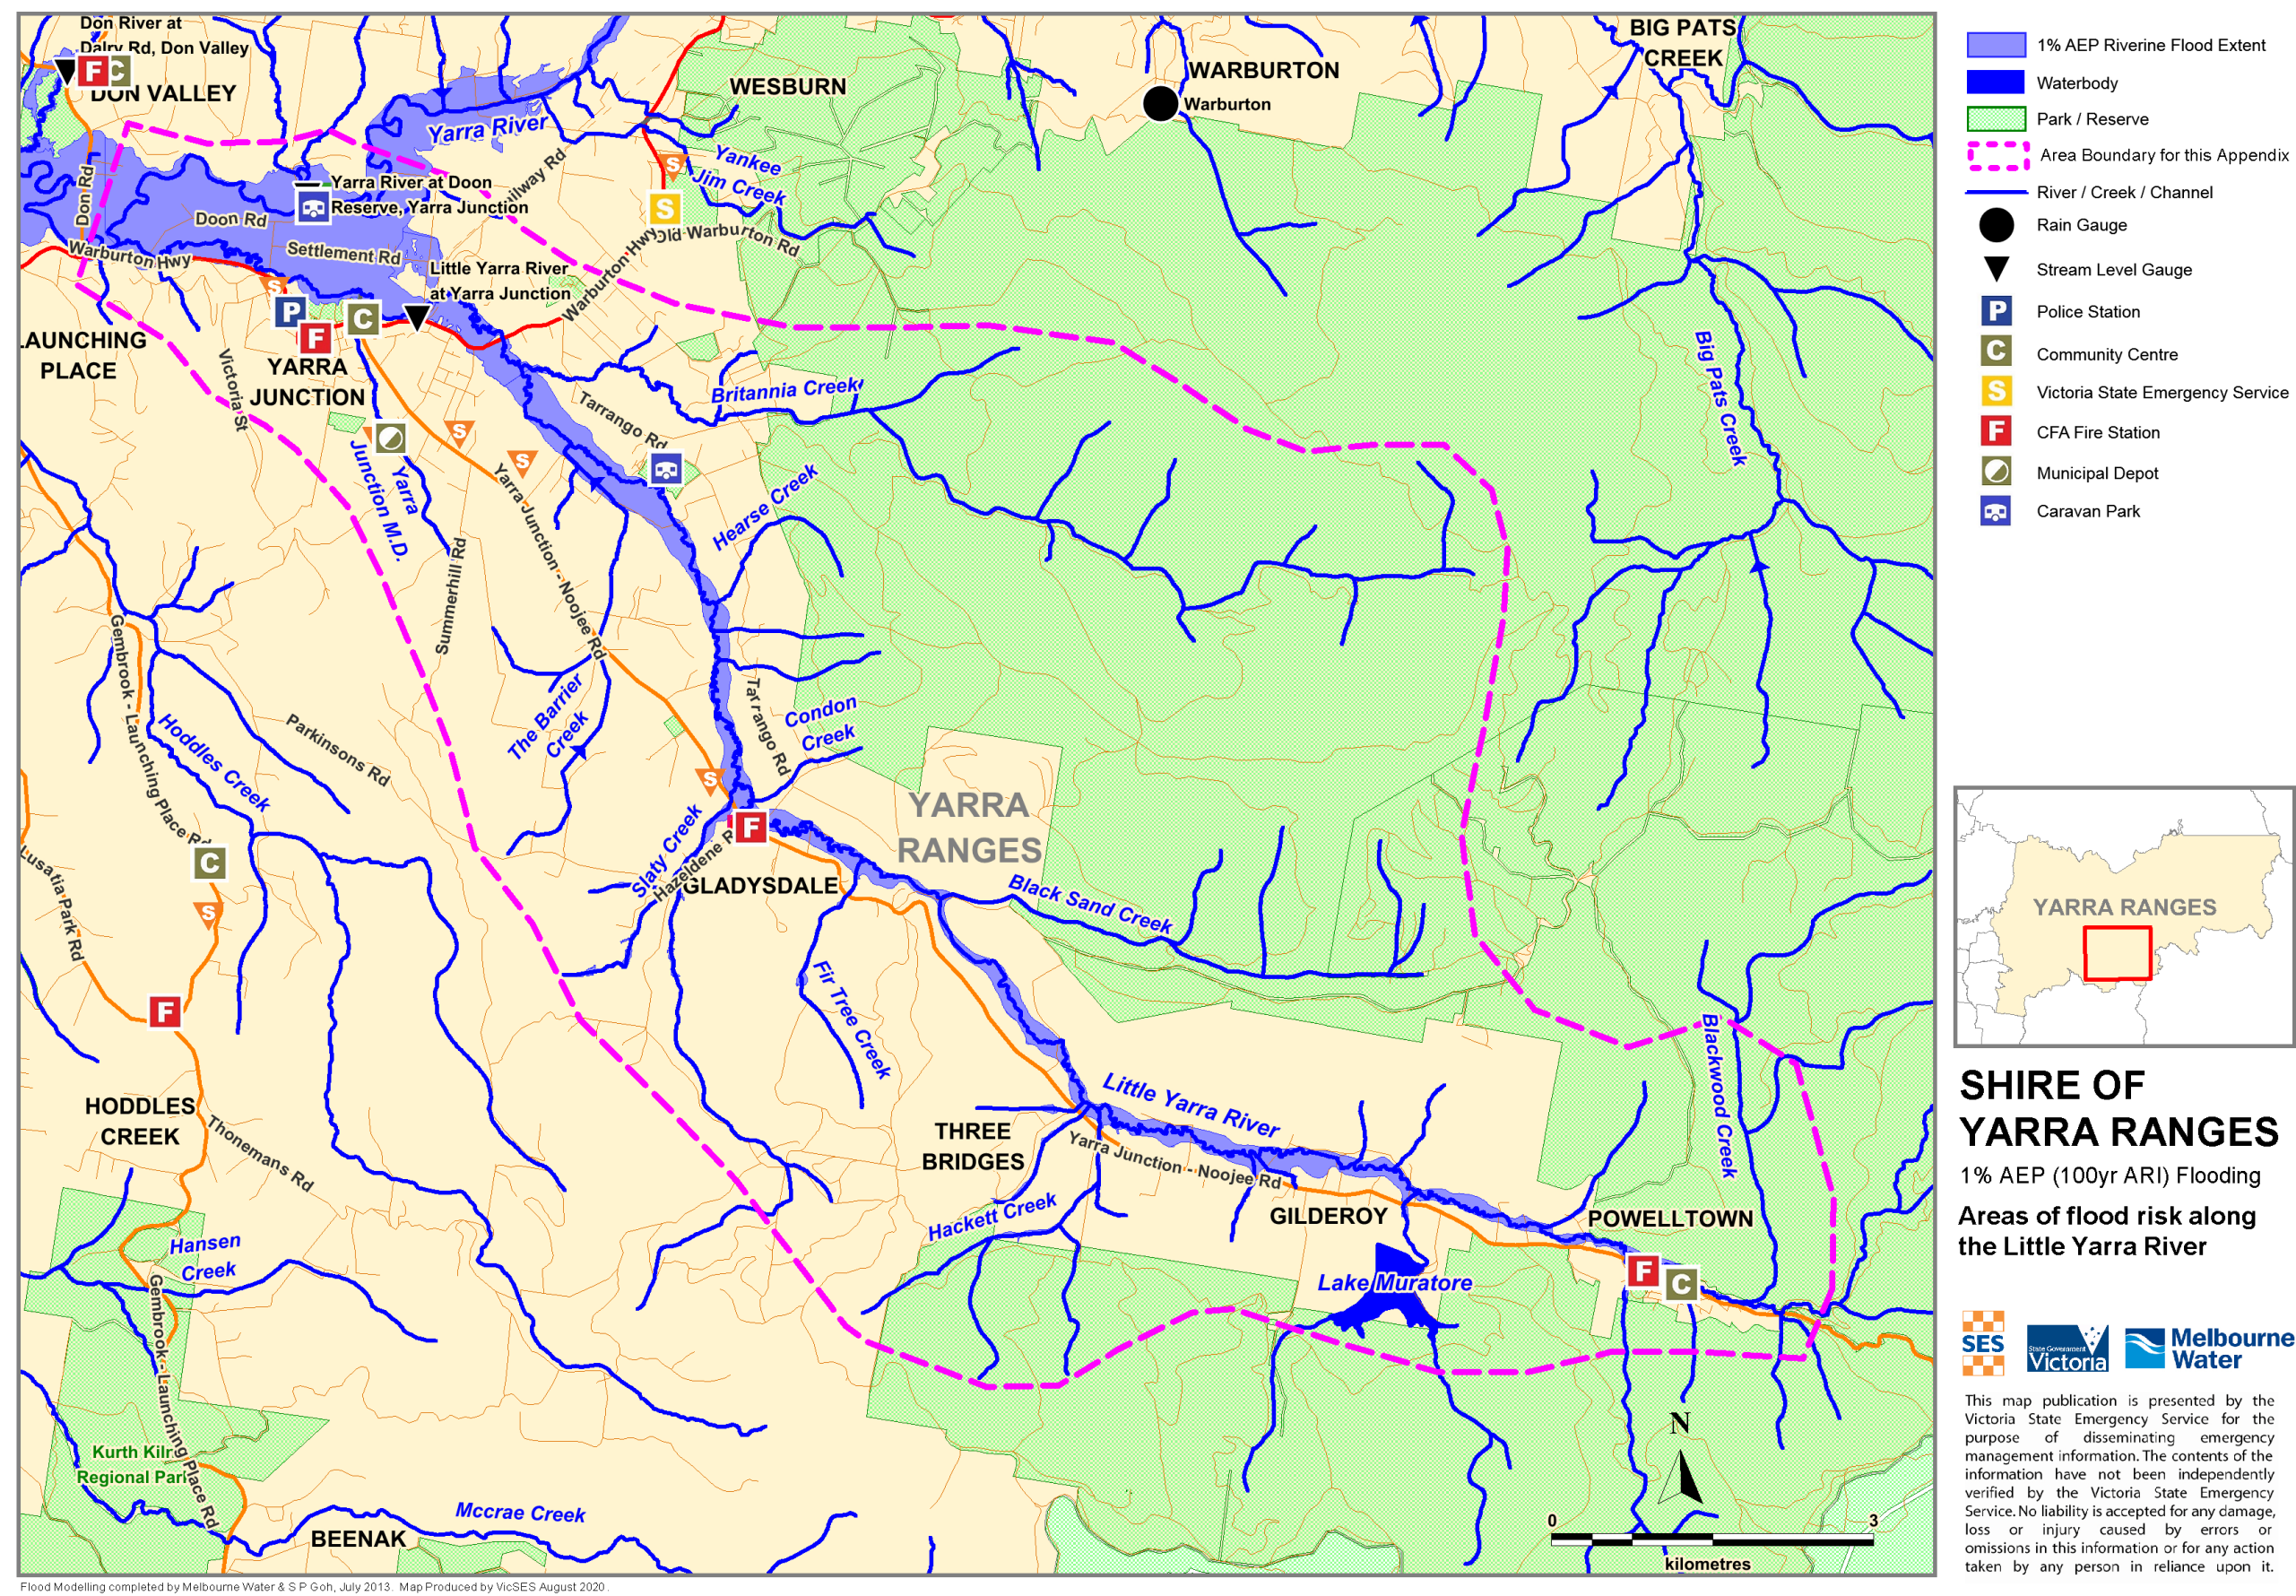 Don River at
Dalry Rd, Don Valley
F
C
DON VALLEY
WESBURN
WARBURTON
Warburton
BIG PATS
CREEK
Yarra River
Yankee
Jim Creek
S
S
Don Rd
Yarra River at Doon
Reserve, Yarra Junction
Doon Rd
Settlement Rd
Warburton Hwy
Old Warburton Rd
Warburton Hwy
Little Yarra River
at Yarra Junction
S
P
F
C
LAUNCHING
PLACE
YARRA
JUNCTION
Victoria St
Britannia Creek
Big Pats Creek
Tarrango Rd
S
S
Yarra
Junction M.D.
Hearse Creek
Yarra Junction - Noojee Rd
Summerhill Rd
Gembrook - Launching Place Rd
Hoddles Creek
Parkinsons Rd
The Barrier
Creek
Tarrango Rd
Condon
Creek
S
F
YARRA
RANGES
Slaty Creek
GLADYSDALE
Black Sand Creek
Lusatia Park Rd
C
S
F
Fir Tree Creek
Blackwood Creek
HODDLES
CREEK
Thonemans Rd
Little Yarra River
THREE
BRIDGES
Yarra Junction - Noojee Rd
Hackett Creek
GILDEROY
POWELLTOWN
F
C
Lake Muratore
Hansen
Creek
Gembrook - Launching Place Rd
Kurth Kiln
Regional Park
Mccrae Creek
BEENAK
N
0 3
kilometres
Flood Modelling completed by Melbourne Water & S P Goh, July 2013. Map Produced by VicSES August 2020.
1% AEP Riverine Flood Extent
Waterbody
Park / Reserve
Area Boundary for this Appendix
River / Creek / Channel
Rain Gauge
Stream Level Gauge
P Police Station
C Community Centre
S Victoria State Emergency Service
F CFA Fire Station
Municipal Depot
Caravan Park
YARRA RANGES
SHIRE OF
YARRA RANGES
1% AEP (100yr ARI) Flooding
Areas of flood risk along
the Little Yarra River
SES
State Government
Victoria
Melbourne
Water
This map publication is presented by the
Victoria State Emergency Service for the
purpose of disseminating emergency
management information. The contents of the
information have not been independently
verified by the Victoria State Emergency
Service. No liability is accepted for any damage,
loss or injury caused by errors or
omissions in this information or for any action
taken by any person in reliance upon it.